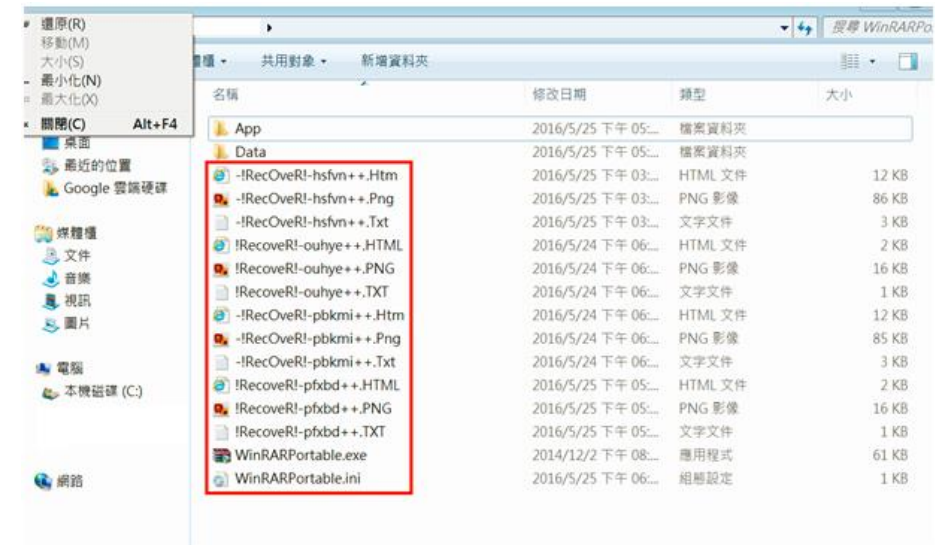 還原(R)
移動(M)
大小(S)
最小化(N)
最大化(X)
關閉(C) Alt+F4
搜尋 WinRARPo
共用對象 新增資料夾
名稱 修改日期 類型 大小
桌面
最近的位置
Google 雲端硬碟
媒體櫃
文件
音樂
視訊
圖片
電腦
本機磁碟 (C:)
網路
App 2016/5/25 下午 05:... 檔案資料夾
Data 2016/5/25 下午 05:... 檔案資料夾
-!RecOveR!-hsfvn++.Htm 2016/5/25 下午 03:... HTML 文件 12 KB
-!RecOveR!-hsfvn++.Png 2016/5/25 下午 03:... PNG 影像 86 KB
-!RecOveR!-hsfvn++.Txt 2016/5/25 下午 03:... 文字文件 3 KB
!RecoveR!-ouhye++.HTML 2016/5/24 下午 06:... HTML 文件 2 KB
!RecoveR!-ouhye++.PNG 2016/5/24 下午 06:... PNG 影像 16 KB
!RecoveR!-ouhye++.TXT 2016/5/24 下午 06:... 文字文件 1 KB
-!RecOveR!-pbkmi++.Htm 2016/5/24 下午 06:... HTML 文件 12 KB
-!RecOveR!-pbkmi++.Png 2016/5/24 下午 06:... PNG 影像 85 KB
-!RecOveR!-pbkmi++.Txt 2016/5/24 下午 06:... 文字文件 3 KB
!RecoveR!-pfxbd++.HTML 2016/5/25 下午 05:... HTML 文件 2 KB
!RecoveR!-pfxbd++.PNG 2016/5/25 下午 05:... PNG 影像 16 KB
!RecoveR!-pfxbd++.TXT 2016/5/25 下午 05:... 文字文件 1 KB
WinRARPortable.exe 2014/12/2 下午 08:... 應用程式 61 KB
WinRARPortable.ini 2016/5/25 下午 06:... 組態設定 1 KB